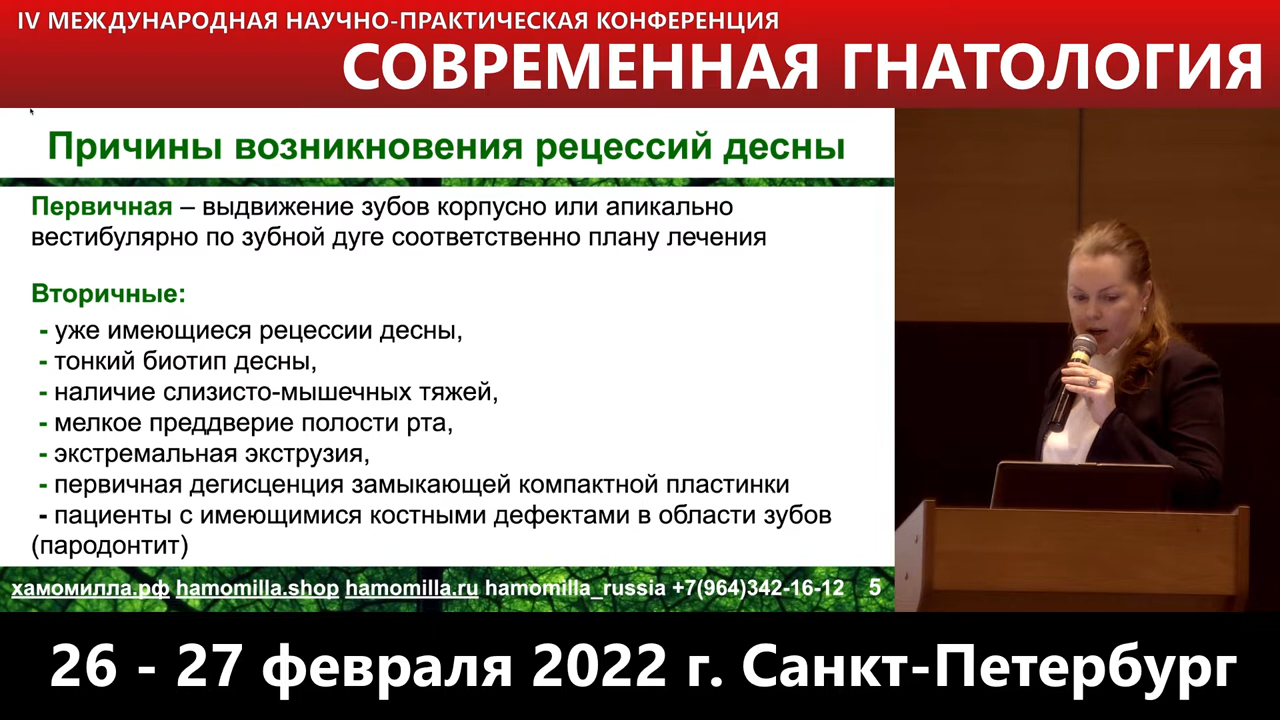 IV МЕЖДУНАРОДНАЯ НАУЧНО-ПРАКТИЧЕСКАЯ КОНФЕРЕНЦИЯ
СОВРЕМЕННАЯ ГНАТОЛОГИЯ
Причины возникновения рецессий десны
Первичная – выдвижение зубов корпусно или апикально
вестибулярно по зубной дуге соответственно плану лечения
Вторичные:
- уже имеющиеся рецессии десны,
- тонкий биотип десны,
- наличие слизисто-мышечных тяжей,
- мелкое преддверие полости рта,
- экстремальная экструзия,
- первичная дегисценция замыкающей компактной пластинки
- пациенты с имеющимися костными дефектами в области зубов
(пародонтит)
хамомилла.рф hamomilla.shop hamomilla.ru hamomilla_russia +7(964)342-16-12 5
26 - 27 февраля 2022 г. Санкт-Петербург